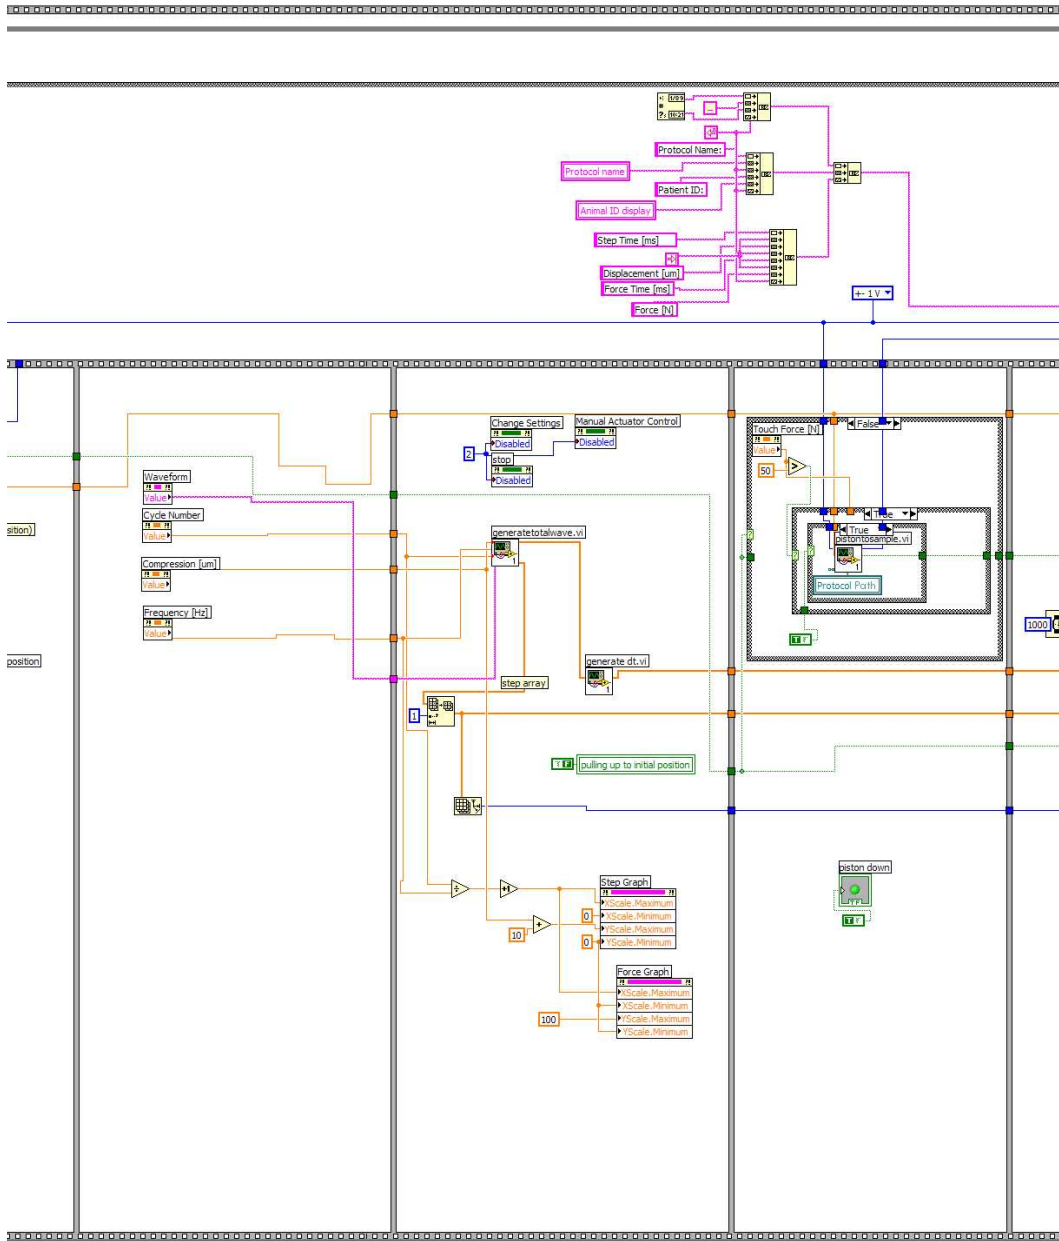 Protocol Name:
Protocol name
Patient ID:
Animal ID display
Step Time [ms]
Displacement [um]
Force Time [ms]
Force [N]
+- 1 V
Change Settings
Disabled
Manual Actuator Control
Disabled
2
stop
Disabled
Touch Force [N]
Value
50
False
True
True
pistontosample.vi
Protocol Path
T F
Waveform
Value
Cycle Number
Value
Compression [um]
Value
Frequency [Hz]
Value
sition)
position
generatetotalwave.vi
1
generate dt.vi
1
step array
1
1000
T F
pulling up to initial position
piston down
T F
T F
÷
+1
+
10
Step Graph
XScale.Maximum
0
XScale.Minimum
YScale.Maximum
0
YScale.Minimum
Force Graph
XScale.Maximum
XScale.Minimum
100
YScale.Maximum
YScale.Minimum